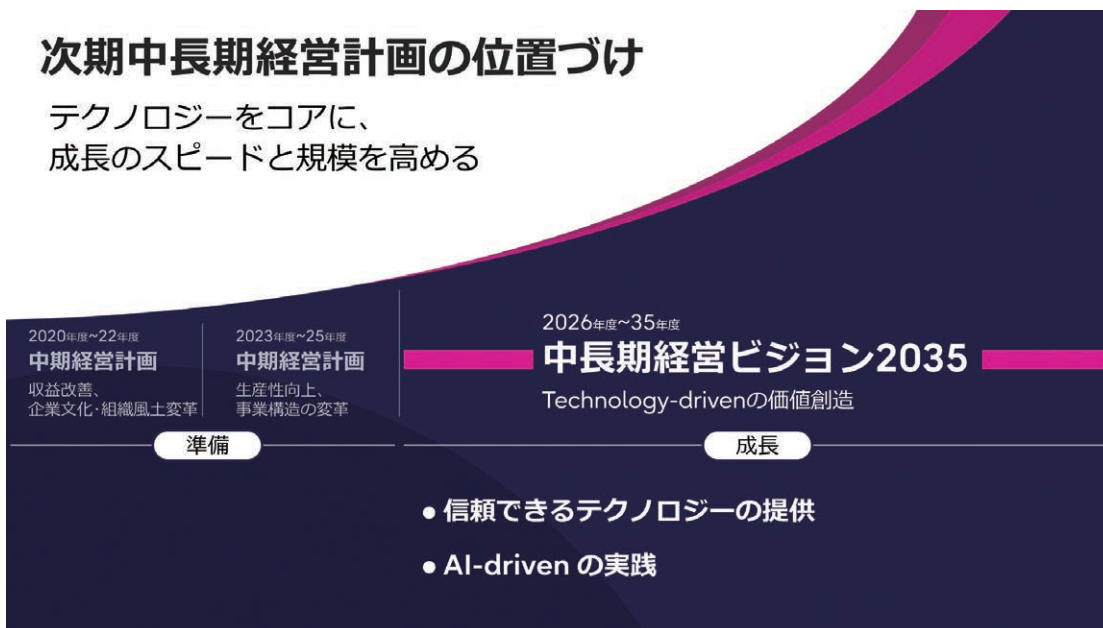 次期中長期経営計画の位置づけ
テクノロジーをコアに、
成長のスピードと規模を高める
2020年度~22年度
中期経営計画
収益改善、
企業文化・組織風土変革
2023年度~25年度
中期経営計画
生産性向上、
事業構造の変革
2026年度~35年度
中長期経営ビジョン2035
Technology-drivenの価値創造
準備
成長
● 信頼できるテクノロジーの提供
● AI-driven の実践